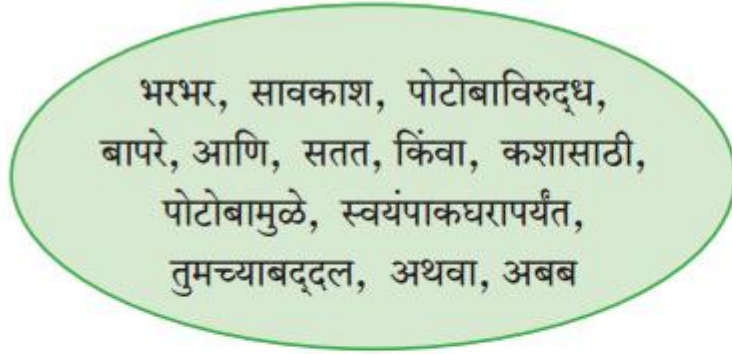 भरभर, सावकाश, पोटोबाविरुद्ध,
बापरे, आणि, सतत, किंवा, कशासाठी,
पोटोबामुळे, स्वयंपाकघरापर्यंत,
तुमच्याबद्दल, अथवा, अबब